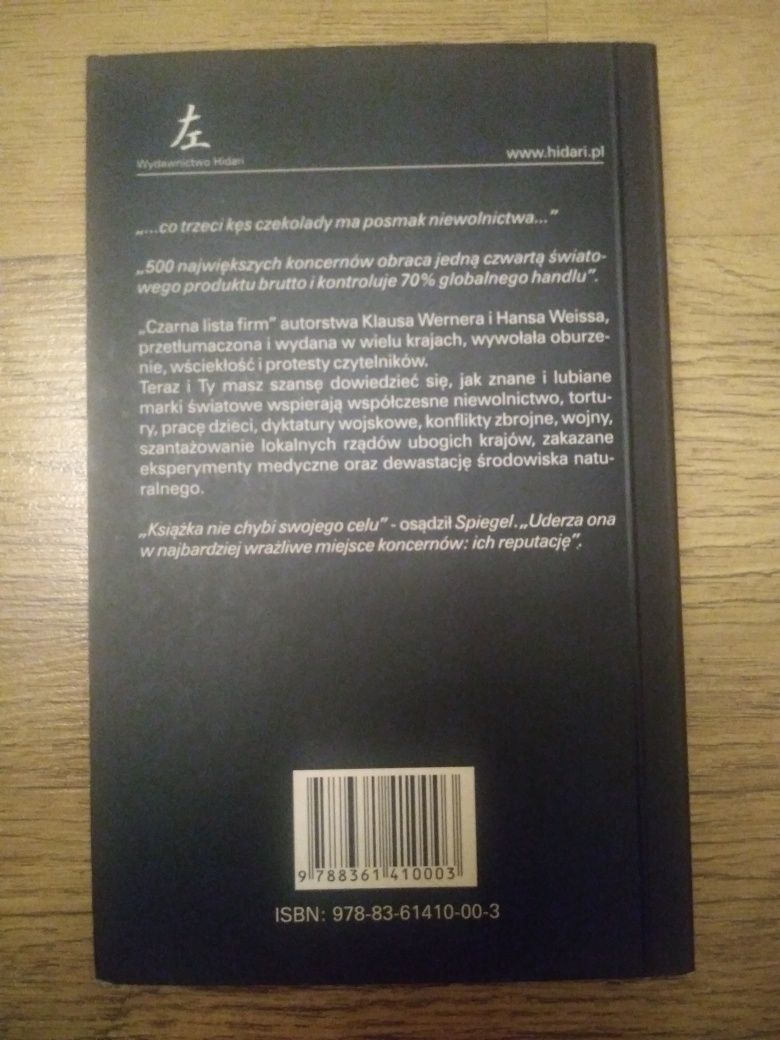 左
Wydawnictwo Hidari
www.hidari.pl
„...co trzeci kęs czekolady ma posmak niewolnictwa...”
„500 największych koncernów obraca jedną czwartą świato-
wego produktu brutto i kontroluje 70% globalnego handlu”.
„Czarna lista firm” autorstwa Klausa Wernera i Hansa Weissa,
przetłumaczona i wydana w wielu krajach, wywołała oburze-
nie, wściekłość i protesty czytelników.
Teraz i Ty masz szansę dowiedzieć się, jak znane i lubiane
marki światowe wspierają współczesne niewolnictwo, tortu-
ry, pracę dzieci, dyktatury wojskowe, konflikty zbrojne, wojny,
szantażowanie lokalnych rządów ubogich krajów, zakazane
eksperymenty medyczne oraz dewastację środowiska natu-
ralnego.
„Książka nie chybi swojego celu” - osądził Spiegel. „Uderza ona
w najbardziej wrażliwe miejsce koncernów: ich reputację”.
9 788361 410003
ISBN: 978-83-61410-00-3